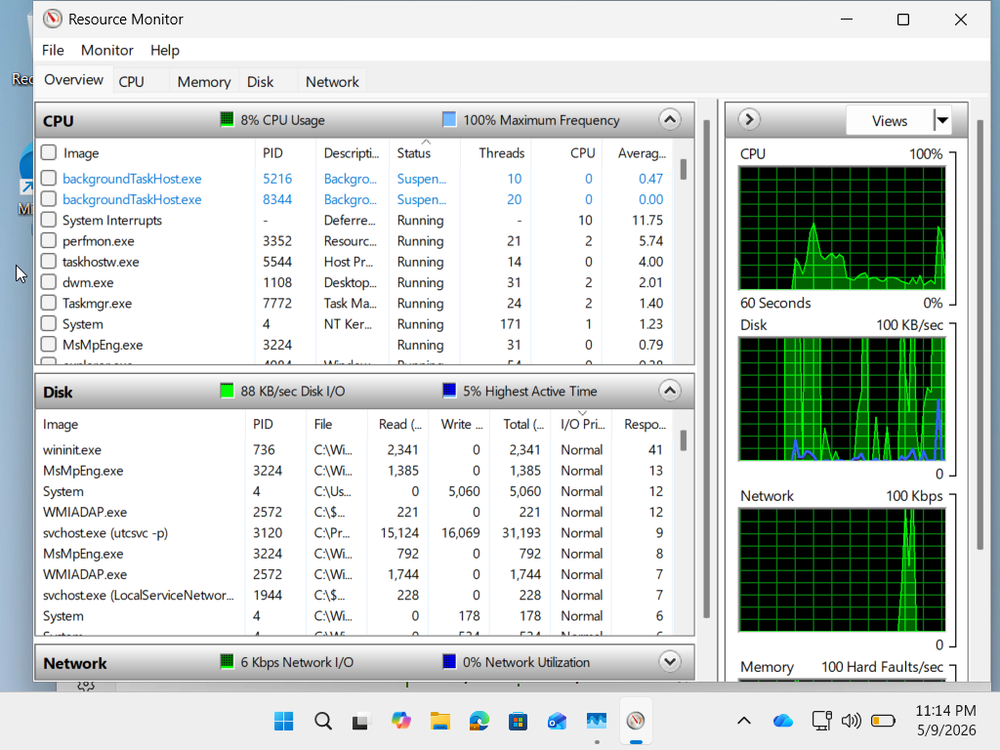 Resource Monitor
File Monitor Help
Overview CPU Memory Disk Network
CPU 8% CPU Usage 100% Maximum Frequency
Image PID Descripti... Status Threads CPU Averag...
backgroundTaskHost.exe 5216 Backgro... Suspen... 10 0 0.47
backgroundTaskHost.exe 8344 Backgro... Suspen... 20 0 0.00
System Interrupts - Deferre... Running - 10 11.75
perfmon.exe 3352 Resourc... Running 21 2 5.74
taskhostw.exe 5544 Host Pr... Running 14 0 4.00
dwm.exe 1108 Desktop... Running 31 2 2.01
Taskmgr.exe 7772 Task Ma... Running 24 2 1.40
System 4 NT Ker... Running 171 1 1.23
MsMpEng.exe 3224 Running 31 0 0.79
Disk 88 KB/sec Disk I/O 5% Highest Active Time
Image PID File Read (... Write ... Total (... I/O Pri... Respo...
wininit.exe 736 C:\Wi... 2,341 0 2,341 Normal 41
MsMpEng.exe 3224 C:\Wi... 1,385 0 1,385 Normal 13
System 4 C:\Us... 0 5,060 5,060 Normal 12
WMIADAP.exe 2572 C:\$... 221 0 221 Normal 12
svchost.exe (utcsvc -p) 3120 C:\Pr... 15,124 16,069 31,193 Normal 9
MsMpEng.exe 3224 C:\Wi... 792 0 792 Normal 8
WMIADAP.exe 2572 C:\Wi... 1,744 0 1,744 Normal 7
svchost.exe (LocalServiceNetwor... 1944 C:\$... 228 0 228 Normal 7
System 4 C:\Wi... 0 178 178 Normal 6
Network 6 Kbps Network I/O 0% Network Utilization
Views
CPU 100%
60 Seconds 0%
Disk 100 KB/sec
0
Network 100 Kbps
0
Memory 100 Hard Faults/sec
11:14 PM
5/9/2026